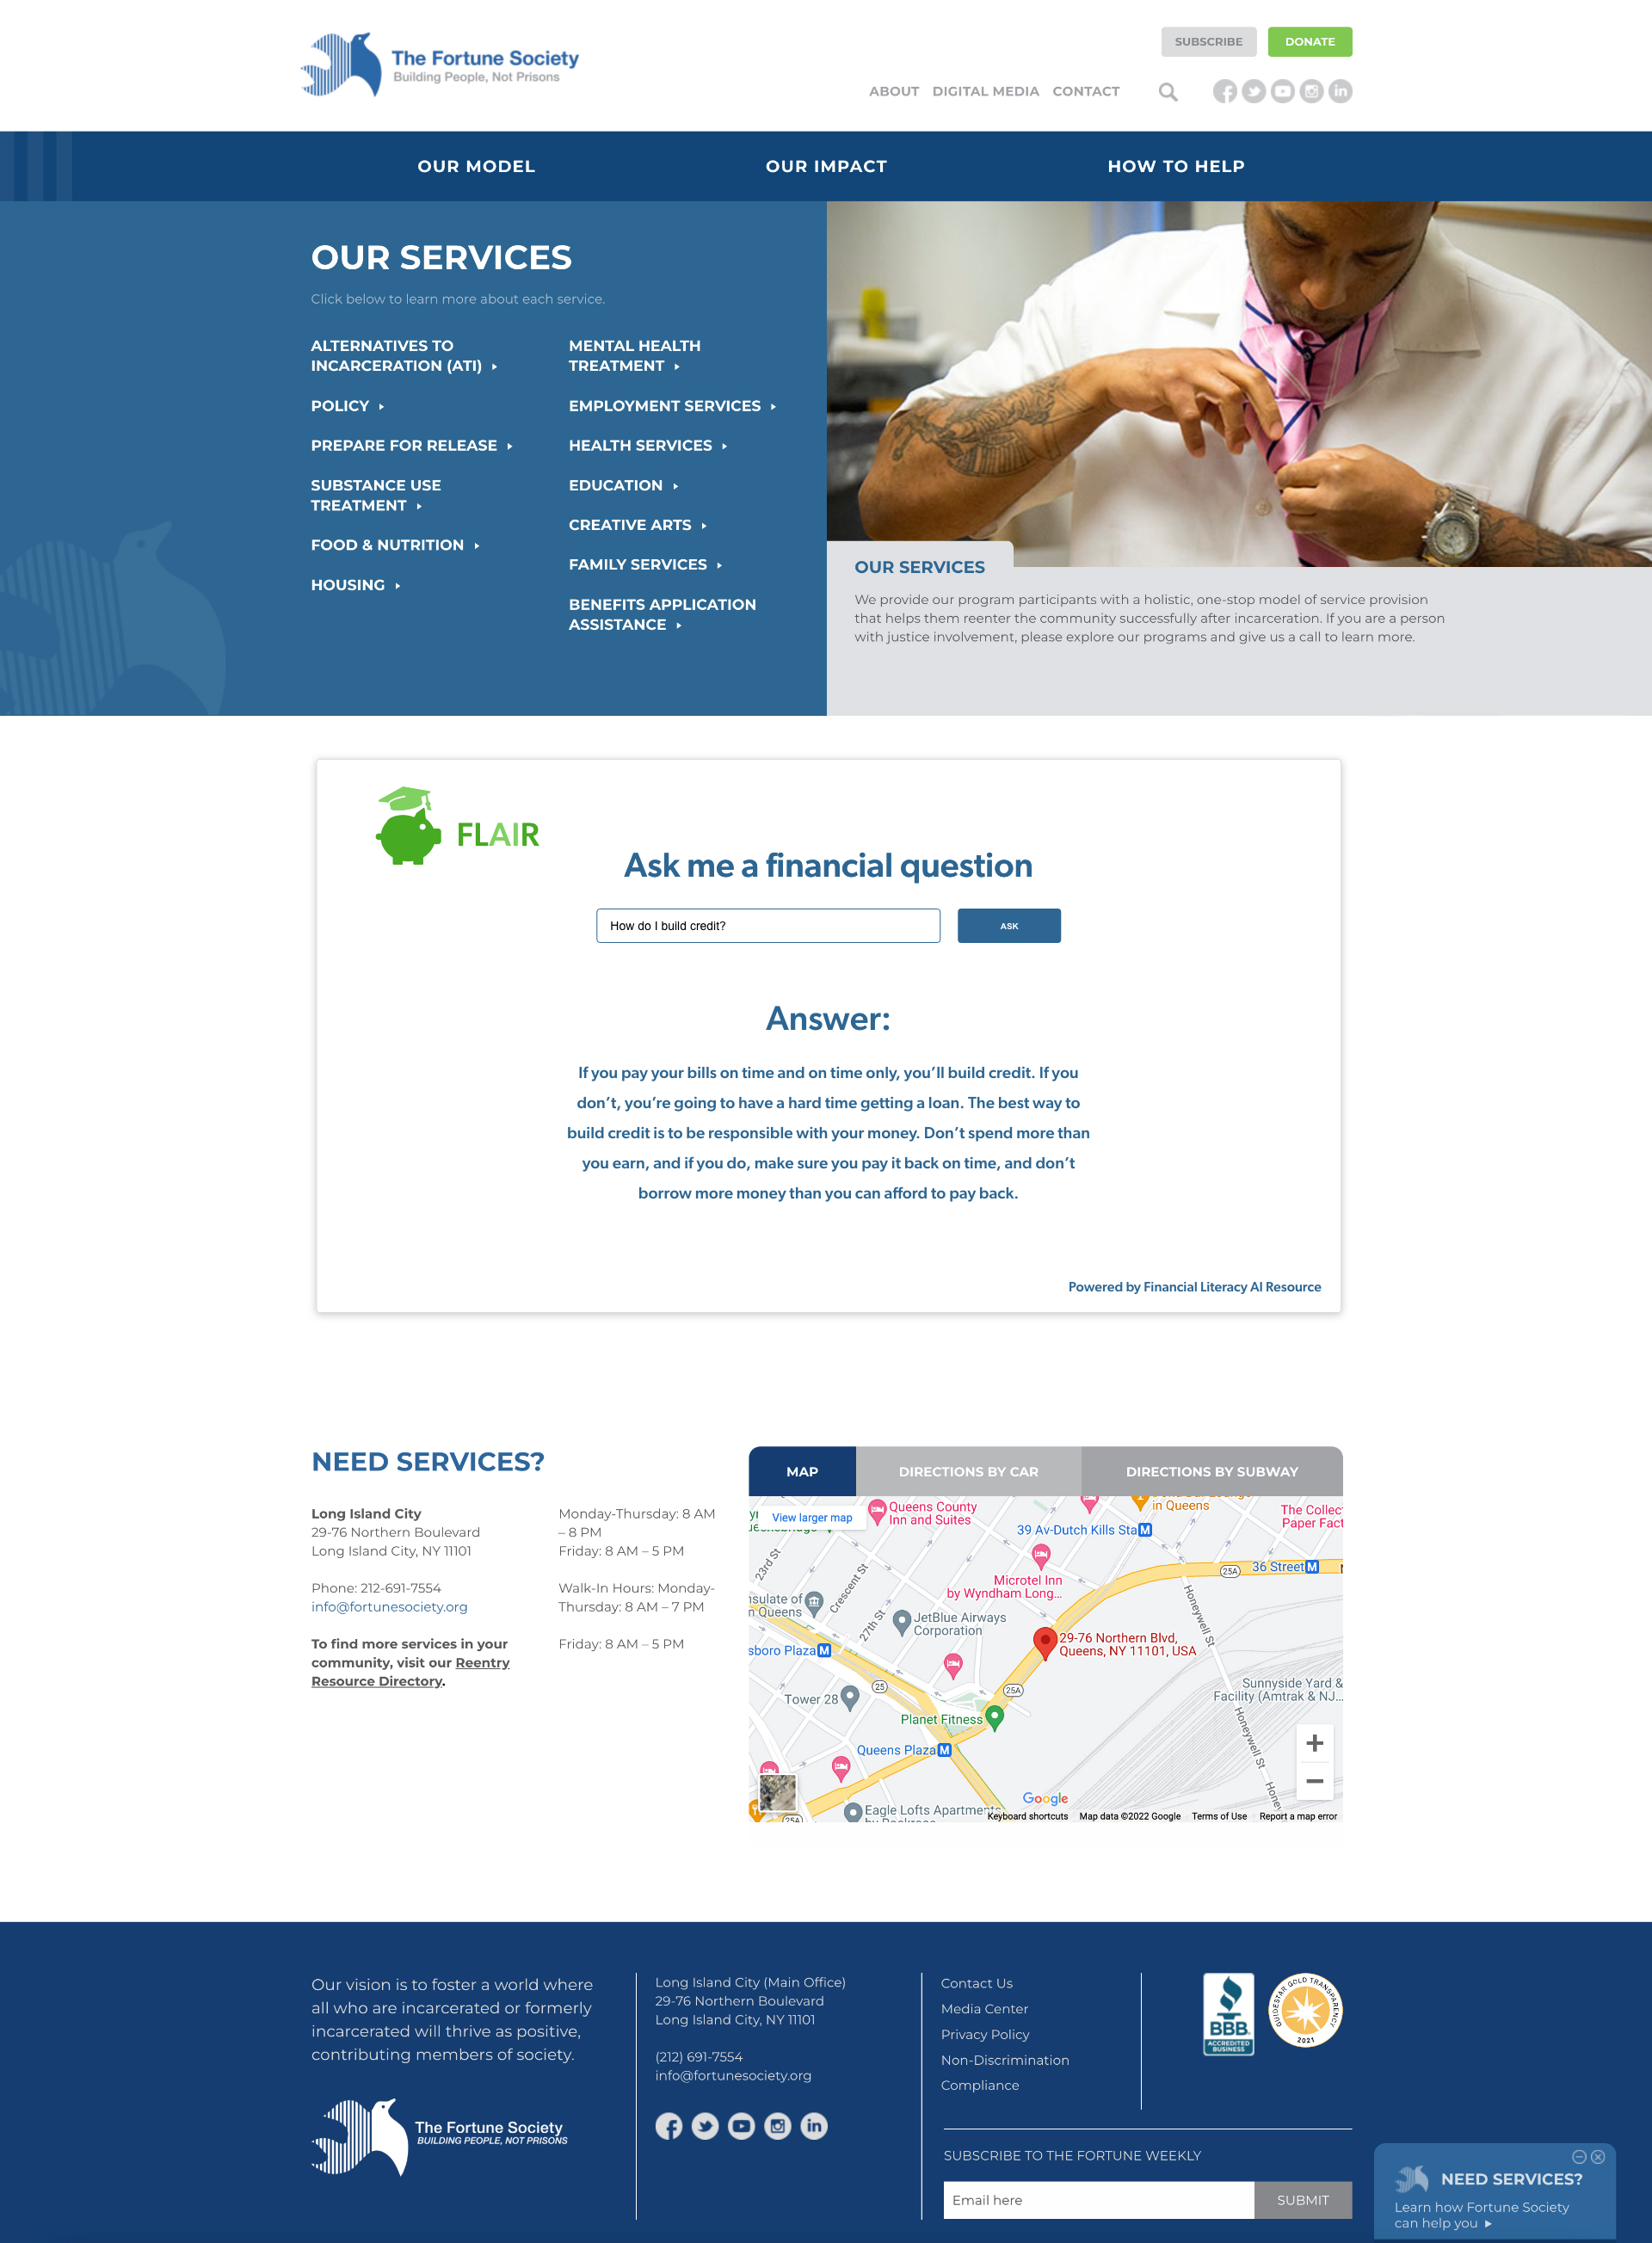 The Fortune Society
Building People, Not Prisons
SUBSCRIBE
DONATE
ABOUT
DIGITAL MEDIA
CONTACT
OUR MODEL
OUR IMPACT
HOW TO HELP
OUR SERVICES
Click below to learn more about each service.
ALTERNATIVES TO
INCARCERATION (ATI)
POLICY
PREPARE FOR RELEASE
SUBSTANCE USE
TREATMENT
FOOD & NUTRITION
HOUSING
MENTAL HEALTH
TREATMENT
EMPLOYMENT SERVICES
HEALTH SERVICES
EDUCATION
CREATIVE ARTS
FAMILY SERVICES
BENEFITS APPLICATION
ASSISTANCE
OUR SERVICES
We provide our program participants with a holistic, one-stop model of service provision
that helps them reenter the community successfully after incarceration. If you are a person
with justice involvement, please explore our programs and give us a call to learn more.
FLAIR
Ask me a financial question
How do I build credit?
ASK
Answer:
If you pay your bills on time and on time only, you'll build credit. If you
don't, you're going to have a hard time getting a loan. The best way to
build credit is to be responsible with your money. Don't spend more than
you earn, and if you do, make sure you pay it back on time, and don't
borrow more money than you can afford to pay back.
Powered by Financial Literacy AI Resource
NEED SERVICES?
Long Island City
29-76 Northern Boulevard
Long Island City, NY 11101
Phone: 212-691-7554
info@fortunesociety.org
To find more services in your
community, visit our Reentry
Resource Directory.
Monday-Thursday: 8 AM
– 8 PM
Friday: 8 AM – 5 PM
Walk-In Hours: Monday-
Thursday: 8 AM – 7 PM
Friday: 8 AM – 5 PM
MAP
DIRECTIONS BY CAR
DIRECTIONS BY SUBWAY
View larger map
Queens County
Inn and Suites
in Queens
The Collec
Paper Fact
39 Av-Dutch Kills Sta
M
23rd St
Crescent St
27th St
Microtel Inn
by Wyndham Long...
25A
36 Street
M
Honeywell St
nsulate of
n Queens
JetBlue Airways
Corporation
sboro Plaza
M
29-76 Northern Blvd,
Queens, NY 11101, USA
25
25A
Tower 28
Planet Fitness
Sunnyside Yard &
Facility (Amtrak & NJ...
Honeywell St
Queens Plaza
M
Honey
Eagle Lofts Apartments
25A
Google
Keyboard shortcuts
Map data ©2022 Google
Terms of Use
Report a map error
Our vision is to foster a world where
all who are incarcerated or formerly
incarcerated will thrive as positive,
contributing members of society.
The Fortune Society
BUILDING PEOPLE, NOT PRISONS
Long Island City (Main Office)
29-76 Northern Boulevard
Long Island City, NY 11101
(212) 691-7554
info@fortunesociety.org
Contact Us
Media Center
Privacy Policy
Non-Discrimination
Compliance
BBB
ACCREDITED
BUSINESS
GUIDESTAR GOLD TRANSPARENCY
2021
SUBSCRIBE TO THE FORTUNE WEEKLY
Email here
SUBMIT
NEED SERVICES?
Learn how Fortune Society
can help you